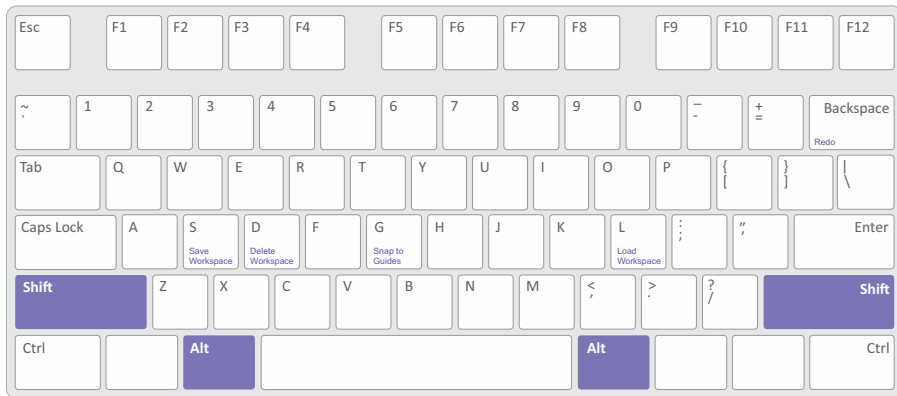 Esc F1 F2 F3 F4 F5 F6 F7 F8 F9 F10 F11 F12
~ 1 2 3 4 5 6 7 8 9 0 _ + Backspace
` - =
Redo
Tab Q W E R T Y U I O P { } |
[ ] \
Caps Lock A S D F G H J K L : " Enter
; '
Save Delete Snap to Load
Workspace Workspace Guides Workspace
Shift Z X C V B N M < > ? Shift
, . /
Ctrl Alt Alt Ctrl